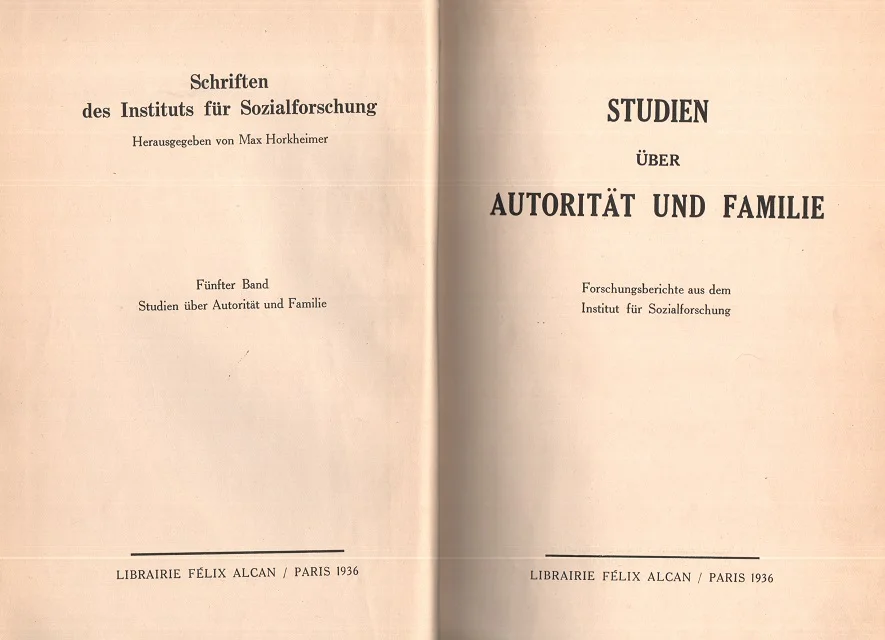 Schriften
des Instituts für Sozialforschung
Herausgegeben von Max Horkheimer
Fünfter Band
Studien über Autorität und Familie
LIBRAIRIE FÉLIX ALCAN / PARIS 1936
STUDIEN
ÜBER
AUTORITÄT UND FAMILIE
Forschungsberichte aus dem
Institut für Sozialforschung
LIBRAIRIE FÉLIX ALCAN / PARIS 1936